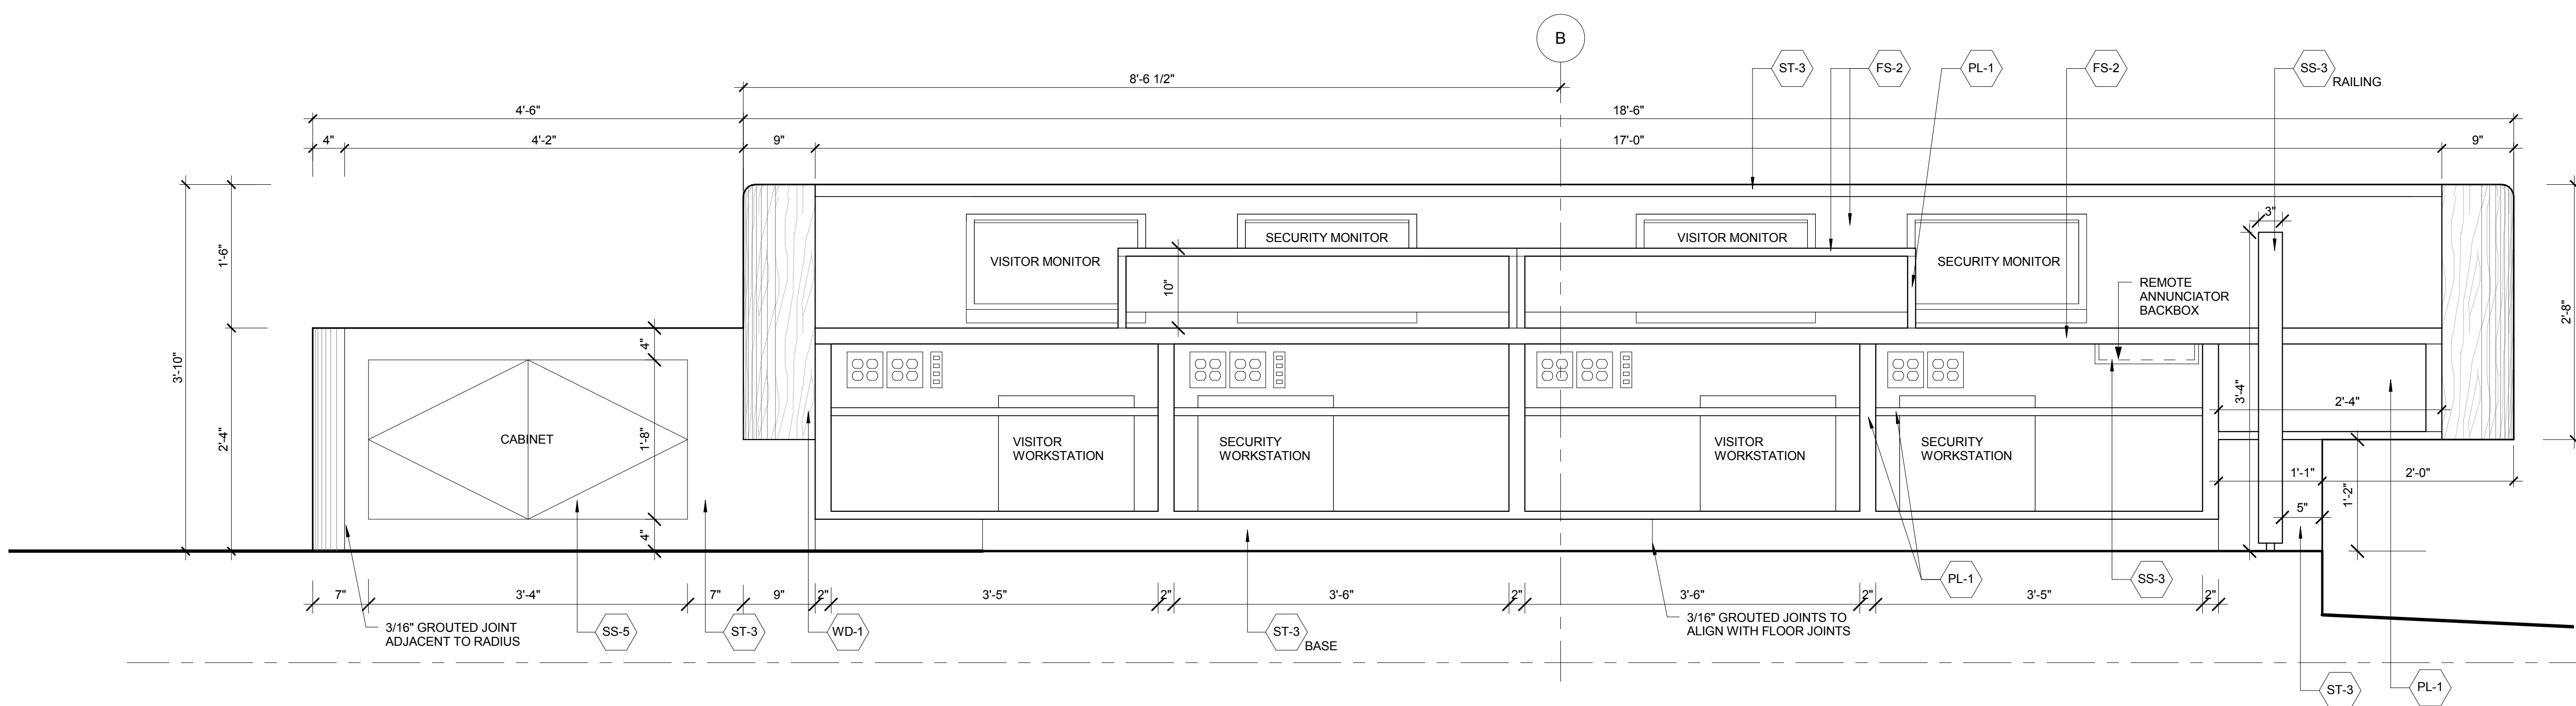 B
8'-6 1/2"
ST-3
FS-2
PL-1
FS-2
SS-3
RAILING
4'-6"
18'-6"
4"
4'-2"
9"
17'-0"
9"
3'-10"
1'-6"
2'-4"
VISITOR MONITOR
SECURITY MONITOR
VISITOR MONITOR
SECURITY MONITOR
10"
3"
REMOTE
ANNUNCIATOR
BACKBOX
2'-8"
4"
1'-8"
4"
CABINET
VISITOR
WORKSTATION
SECURITY
WORKSTATION
VISITOR
WORKSTATION
SECURITY
WORKSTATION
3'-4"
2'-4"
1'-1"
2'-0"
1'-2"
5"
7"
3'-4"
7"
9"
2"
3'-5"
2"
3'-6"
2"
3'-6"
2"
3'-5"
2"
3/16" GROUTED JOINT
ADJACENT TO RADIUS
SS-5
ST-3
WD-1
ST-3
BASE
3/16" GROUTED JOINTS TO
ALIGN WITH FLOOR JOINTS
PL-1
SS-3
ST-3
PL-1